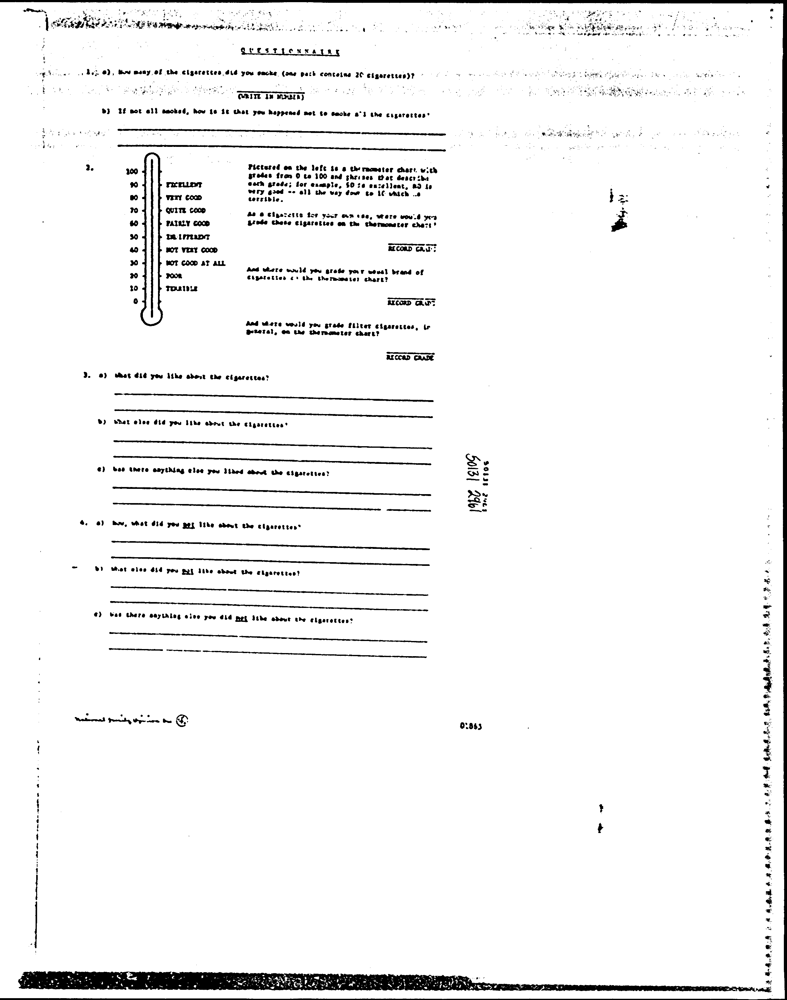 QUESTIONNAIRE
1. a) How many of the cigarettes did you smoke (one pack contains 20 cigarettes)?
(WRITE IN NUMBER)
b) If not all smoked, how is it that you happened not to smoke all the cigarettes?
2.
100
90 EXCELLENT
80 VERY GOOD
70 QUITE GOOD
60 FAIRLY GOOD
50 INDIFFERENT
40 NOT VERY GOOD
30 NOT GOOD AT ALL
20 POOR
10 TERRIBLE
0
Pictured on the left is a thermometer chart with
grades from 0 to 100 and phrases that describe
each grade; for example, 90 is excellent, 80 is
very good -- all the way down to 10 which is
terrible.
As a cigarette for your own use, where would you
grade these cigarettes on the thermometer chart?
RECORD GRADE
And where would you grade your usual brand of
cigarettes on the thermometer chart?
RECORD GRADE
And where would you grade filter cigarettes, in
general, on the thermometer chart?
RECORD GRADE
3. a) What did you like about the cigarettes?
b) What else did you like about the cigarettes?
c) Was there anything else you liked about the cigarettes?
4. a) Now, what did you not like about the cigarettes?
b) What else did you not like about the cigarettes?
c) Was there anything else you did not like about the cigarettes?
50131 2961
National Family Opinion
01863